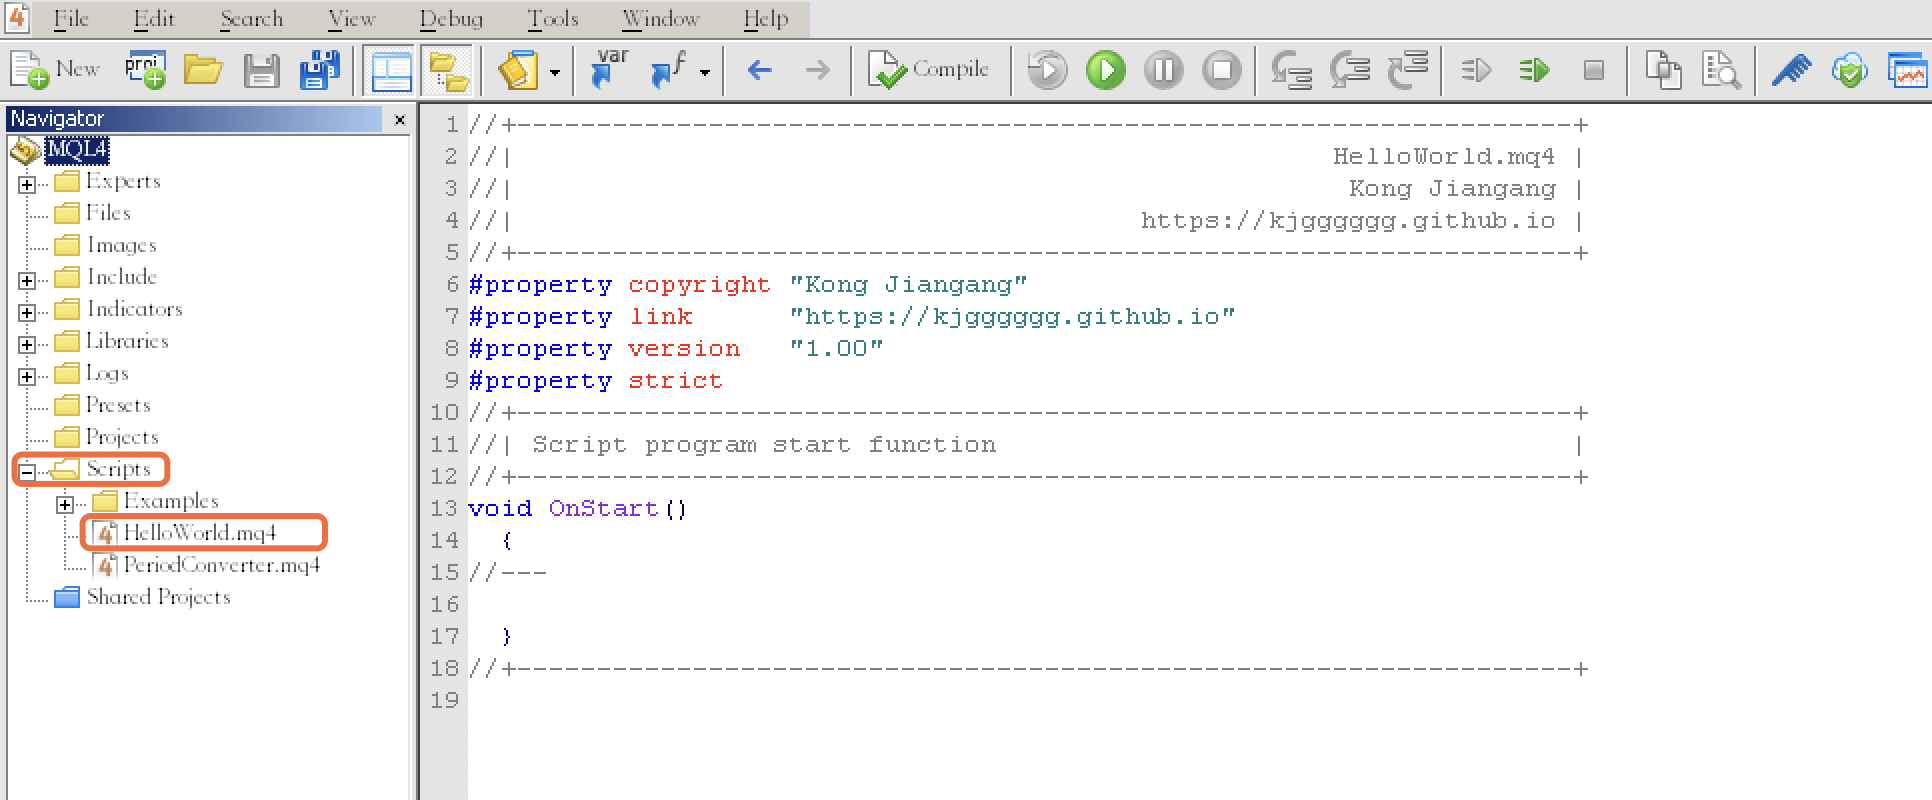 File Edit Search View Debug Tools Window Help
New proj var f Compile
Navigator
MQL4
Experts
Files
Images
Include
Indicators
Libraries
Logs
Presets
Projects
Scripts
Examples
HelloWorld.mq4
PeriodConverter.mq4
Shared Projects
1 //+------------------------------------------------------------------+
2 //|                                                   HelloWorld.mq4 |
3 //|                                                    Kong Jiangang |
4 //|                                       https://kjgggggg.github.io |
5 //+------------------------------------------------------------------+
6 #property copyright "Kong Jiangang"
7 #property link      "https://kjgggggg.github.io"
8 #property version   "1.00"
9 #property strict
10 //+------------------------------------------------------------------+
11 //| Script program start function                                    |
12 //+------------------------------------------------------------------+
13 void OnStart()
14   {
15 //---
16
17   }
18 //+------------------------------------------------------------------+
19